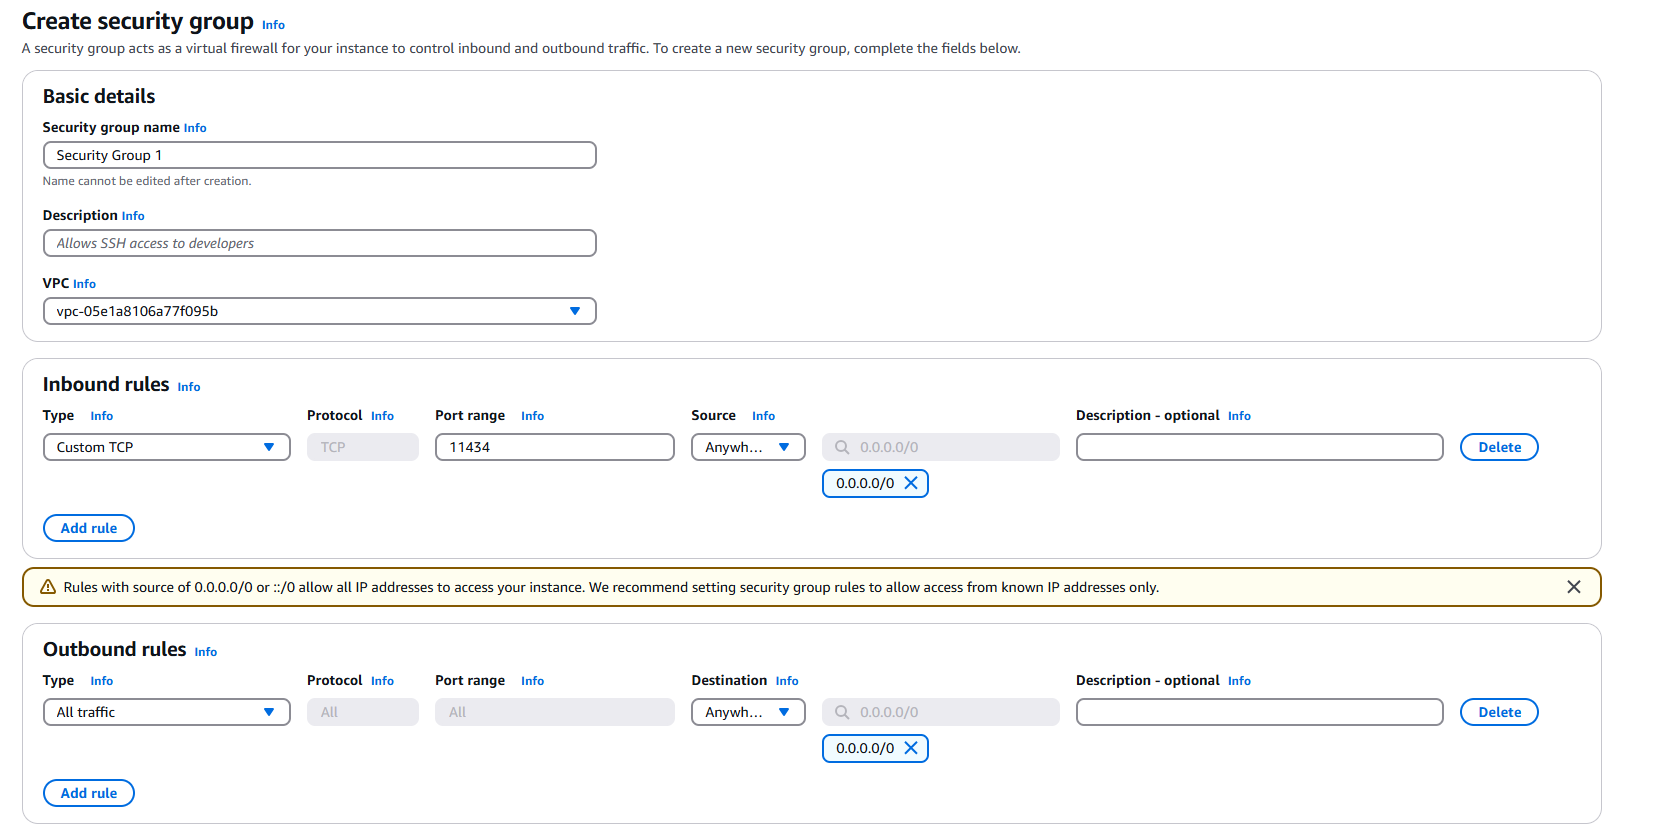 Create security group Info
A security group acts as a virtual firewall for your instance to control inbound and outbound traffic. To create a new security group, complete the fields below.
Basic details
Security group name Info
Security Group 1
Name cannot be edited after creation.
Description Info
Allows SSH access to developers
VPC Info
vpc-05e1a8106a77f095b
Inbound rules Info
Type Info Protocol Info Port range Info Source Info Description - optional Info
Custom TCP TCP 11434 Anywh... 0.0.0.0/0 Delete
0.0.0.0/0
Add rule
Rules with source of 0.0.0.0/0 or ::/0 allow all IP addresses to access your instance. We recommend setting security group rules to allow access from known IP addresses only.
Outbound rules Info
Type Info Protocol Info Port range Info Destination Info Description - optional Info
All traffic All All Anywh... 0.0.0.0/0 Delete
0.0.0.0/0
Add rule